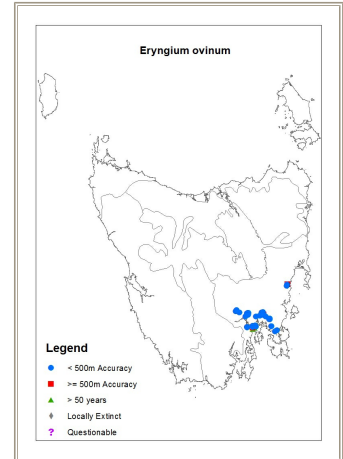 Eryngium ovinum
Legend
< 500m Accuracy
>= 500m Accuracy
> 50 years
Locally Extinct
? Questionable